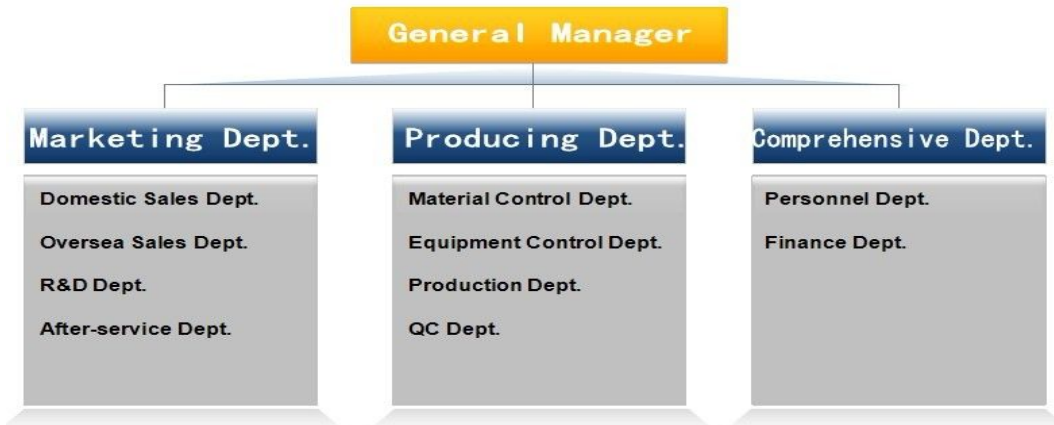 General Manager
Marketing Dept.
Domestic Sales Dept.
Oversea Sales Dept.
R&D Dept.
After-service Dept.
Producing Dept.
Material Control Dept.
Equipment Control Dept.
Production Dept.
QC Dept.
Comprehensive Dept.
Personnel Dept.
Finance Dept.